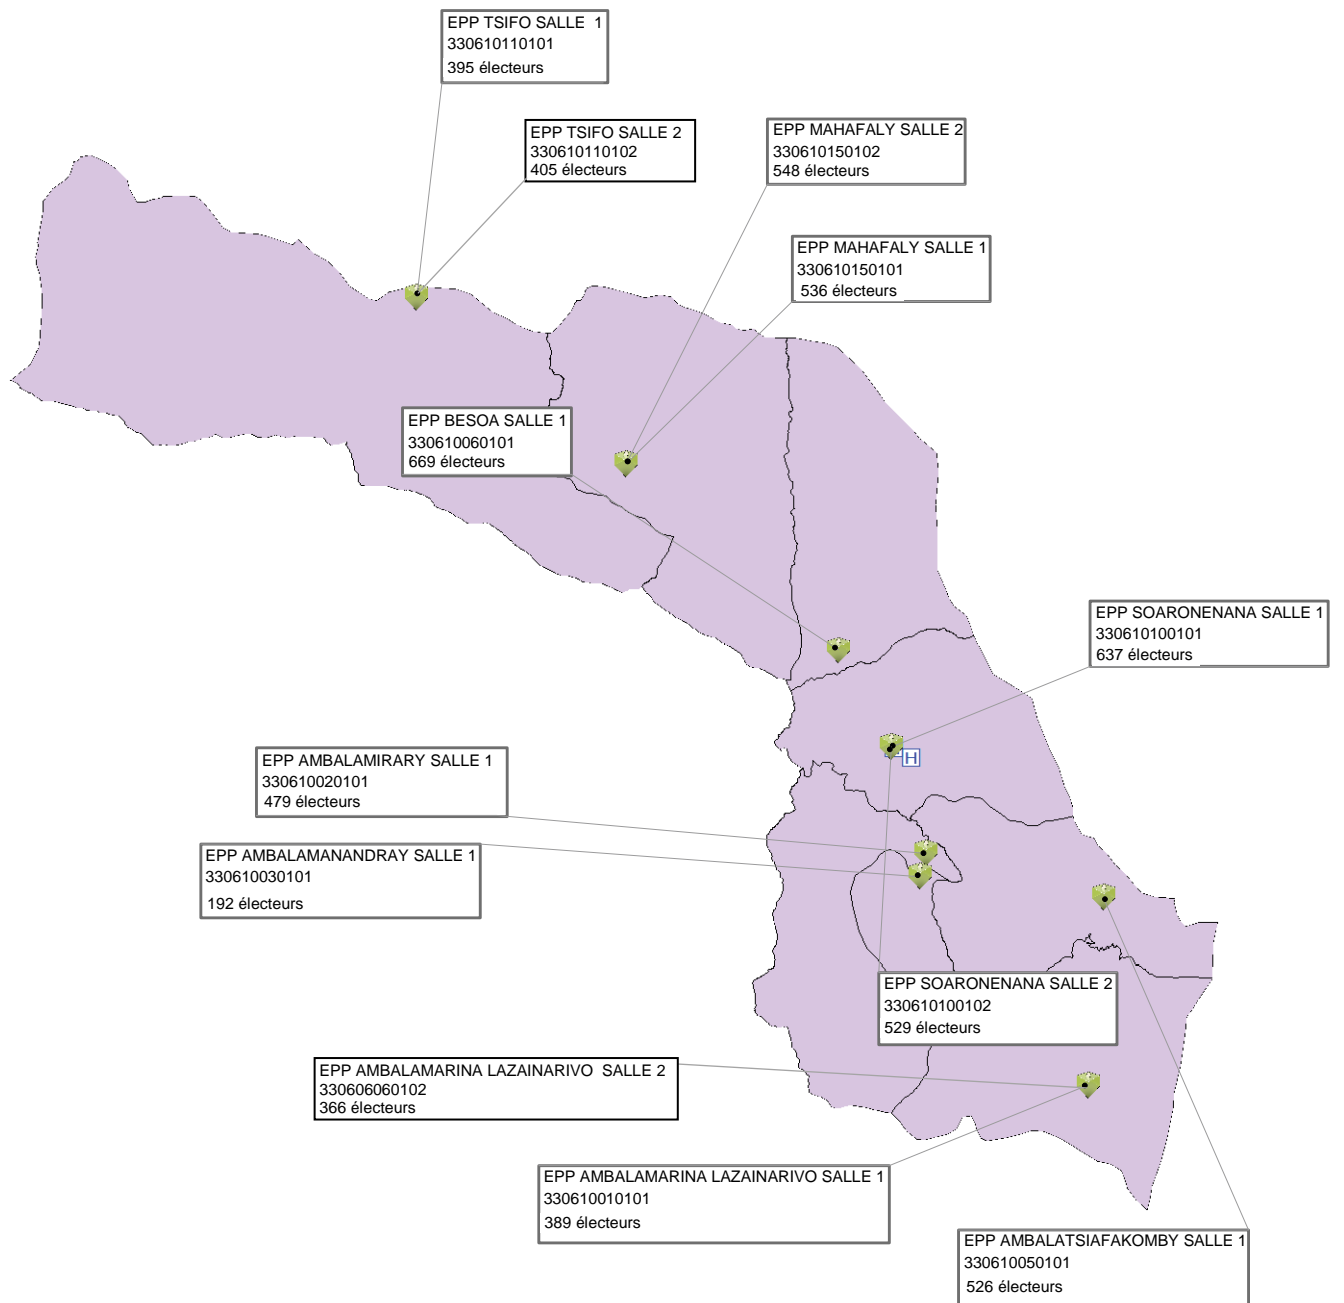 EPP TSIFO SALLE 1
330610110101
395 électeurs
EPP TSIFO SALLE 2
330610110102
405 électeurs
EPP MAHAFALY SALLE 2
330610150102
548 électeurs
EPP MAHAFALY SALLE 1
330610150101
536 électeurs
EPP BESOA SALLE 1
330610060101
669 électeurs
EPP SOARONENANA SALLE 1
330610100101
637 électeurs
H
EPP AMBALAMIRARY SALLE 1
330610020101
479 électeurs
EPP AMBALAMANANDRAY SALLE 1
330610030101
192 électeurs
EPP SOARONENANA SALLE 2
330610100102
529 électeurs
EPP AMBALAMARINA LAZAINARIVO SALLE 2
330606060102
366 électeurs
EPP AMBALAMARINA LAZAINARIVO SALLE 1
330610010101
389 électeurs
EPP AMBALATSIAFAKOMBY SALLE 1
330610050101
526 électeurs